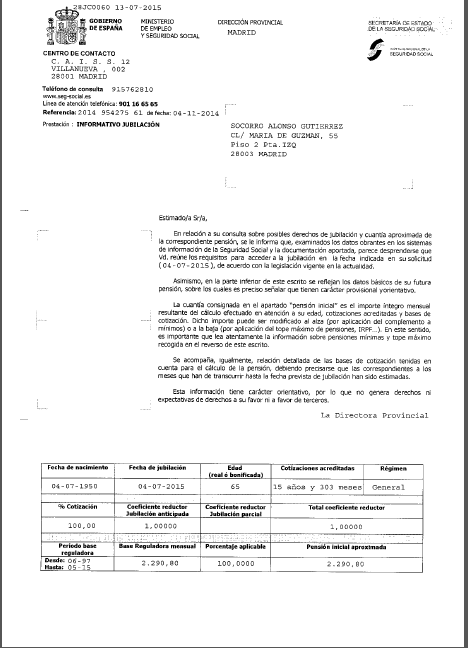 28JC0060 13-07-2015
GOBIERNO
DE ESPAÑA
MINISTERIO
DE EMPLEO
Y SEGURIDAD SOCIAL
DIRECCIÓN PROVINCIAL
MADRID
SECRETARÍA DE ESTADO
DE LA SEGURIDAD SOCIAL
CENTRO DE CONTACTO
C. A. I. S. S. 12
VILLANUEVA , 002
28001 MADRID
Teléfono de consulta 915762810
www.seg-social.es
Línea de atención telefónica: 901 16 65 65
Referencia: 2014 954275 61 de fecha: 04-11-2014
Prestación : INFORMATIVO JUBILACIÓN
SOCORRO ALONSO GUTIERREZ
CL/ MARIA DE GUZMAN, 55
Piso 2 Pta.IZQ
28003 MADRID
Estimado/a Sr/a,
En relación a su consulta sobre posibles derechos de jubilación y cuantía aproximada de
la correspondiente pensión, se le informa que, examinados los datos obrantes en los sistemas
de información de la Seguridad Social y la documentación aportada, parece desprenderse que
Vd. reúne los requisitos para acceder a la jubilación en la fecha indicada en su solicitud
(04-07-2015), de acuerdo con la legislación vigente en la actualidad.
Asimismo, en la parte inferior de este escrito se reflejan los datos básicos de su futura
pensión, sobre los cuales es preciso señalar que tienen carácter provisional y orientativo.
La cuantía consignada en el apartado "pensión inicial" es el importe íntegro mensual
resultante del cálculo efectuado en atención a su edad, cotizaciones acreditadas y bases de
cotización. Dicho importe puede ser modificado al alza (por aplicación del complemento a
mínimos) o a la baja (por aplicación del tope máximo de pensiones, IRPF...). En este sentido,
es importante que lea atentamente la información sobre pensiones mínimas y tope máximo
recogida en el reverso de este escrito.
Se acompaña, igualmente, relación detallada de las bases de cotización tenidas en
cuenta para el cálculo de la pensión, debiendo precisarse que las correspondientes a los
meses que han de transcurrir hasta la fecha prevista de jubilación han sido estimadas.
Esta información tiene carácter orientativo, por lo que no genera derechos ni
expectativas de derechos a su favor ni a favor de terceros.
La Directora Provincial
Fecha de nacimiento Fecha de jubilación Edad (real ó bonificada) Cotizaciones acreditadas Régimen
04-07-1950 04-07-2015 65 15 años y 303 meses General
% Cotización Coeficiente reductor Jubilación anticipada Coeficiente reductor Jubilación parcial Total coeficiente reductor
100,00 1,00000 1,00000
Periodo base reguladora Base Reguladora mensual Porcentaje aplicable Pensión inicial aproximada
Desde: 06-97
Hasta: 05-15 2.290,80 100,0000 2.290,80